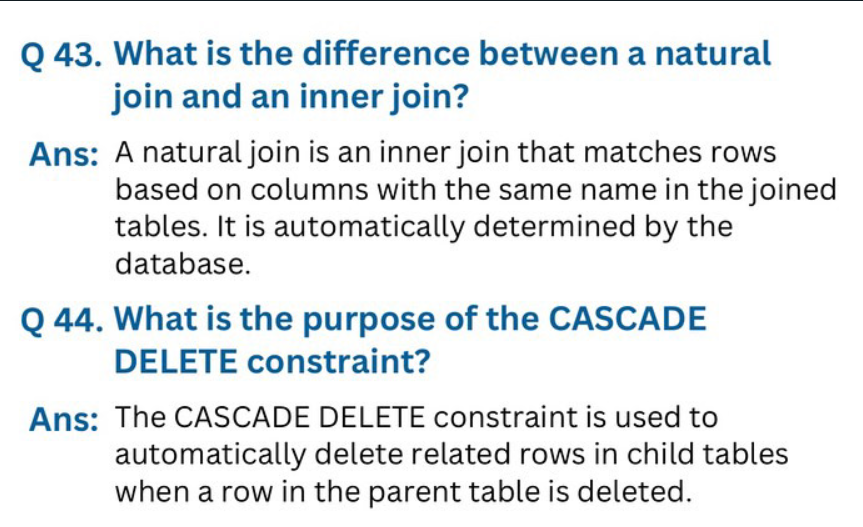 Q 43. What is the difference between a natural
join and an inner join?
Ans: A natural join is an inner join that matches rows
based on columns with the same name in the joined
tables. It is automatically determined by the
database.
Q 44. What is the purpose of the CASCADE
DELETE constraint?
Ans: The CASCADE DELETE constraint is used to
automatically delete related rows in child tables
when a row in the parent table is deleted.